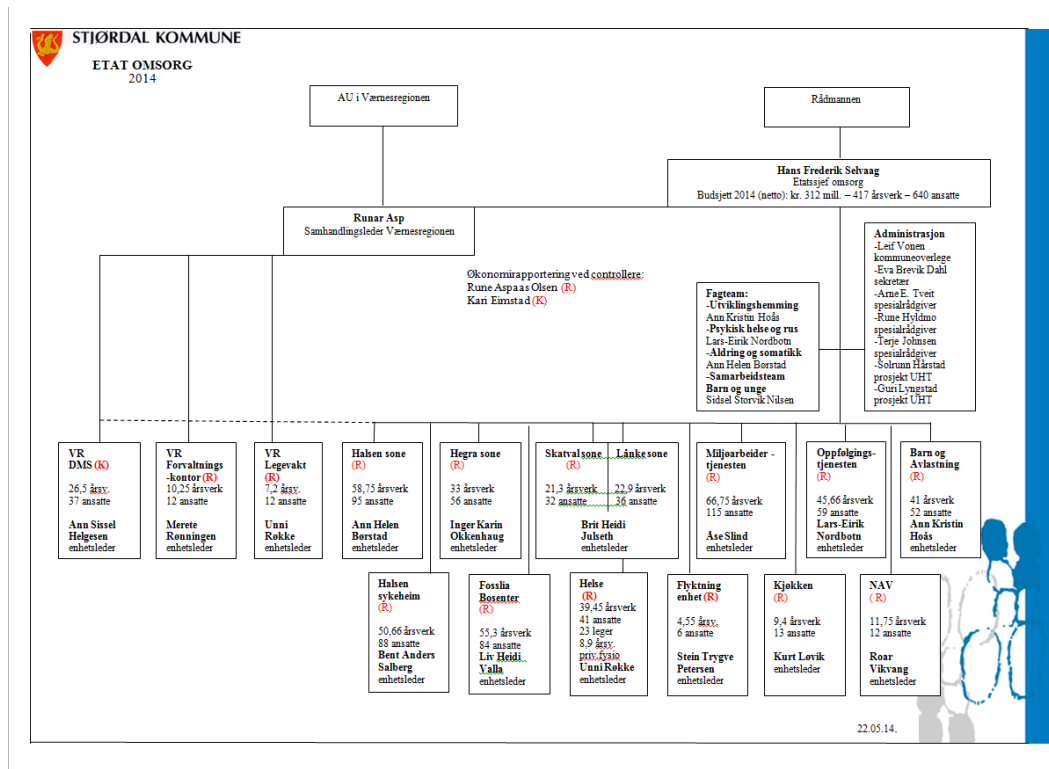 STJØRDAL KOMMUNE
ETAT OMSORG
2014
AU i Værnesregionen
Rådmannen
Hans Frederik Selvaag
Etatssjef omsorg
Budsjett 2014 (netto): kr. 312 mill. – 417 årsverk – 640 ansatte
Runar Asp
Samhandlingsleder Værnesregionen
Administrasjon
-Leif Vonen
kommuneoverlege
-Eva Brevik Dahl
sekretær
-Arne E. Tveit
spesialrådgiver
-Rune Hyldmo
spesialrådgiver
-Terje Johnsen
spesialrådgiver
-Solrunn Hårstad
prosjekt UHT
-Guri Lyngstad
prosjekt UHT
Økonomirapportering ved controllere:
Rune Aspaas Olsen (R)
Kari Eimstad (K)
Fagteam:
-Utviklingshemming
Ann Kristin Hoås
-Psykisk helse og rus
Lars-Eirik Nordbotn
-Aldring og somatikk
Ann Helen Børstad
-Samarbeidsteam
Barn og unge
Sidsel Storvik Nilsen
VR
DMS (K)
26,5 årsv.
37 ansatte
Ann Sissel
Helgesen
enhetsleder
VR
Forvaltnings
-kontor (R)
10,25 årsverk
12 ansatte
Merete
Rønningen
enhetsleder
VR
Legevakt
(R)
7,2 årsv.
12 ansatte
Unni
Røkke
enhetsleder
Halsen sone
(R)
58,75 årsverk
95 ansatte
Ann Helen
Børstad
enhetsleder
Hegra sone
(R)
33 årsverk
56 ansatte
Inger Karin
Okkenhaug
enhetsleder
Skatval sone Lånke sone
(R)
21,3 årsverk 22,9 årsverk
32 ansatte 36 ansatte
Brit Heidi
Julseth
enhetsleder
Miljøarbeider -
tjenesten
(R)
66,75 årsverk
115 ansatte
Åse Slind
enhetsleder
Oppfølgings-
tjenesten
(R)
45,66 årsverk
59 ansatte
Lars-Eirik
Nordbotn
enhetsleder
Barn og
Avlastning
(R)
41 årsverk
52 ansatte
Ann Kristin
Hoås
enhetsleder
Halsen
sykeheim
(R)
50,66 årsverk
88 ansatte
Bent Anders
Salberg
enhetsleder
Fosslia
Bosenter
(R)
55,3 årsverk
84 ansatte
Liv Heidi
Valla
enhetsleder
Helse
(R)
39,45 årsverk
41 ansatte
23 leger
8,9 årsv.
priv.fysio
Unni Røkke
enhetsleder
Flyktning
enhet (R)
4,55 årsv.
6 ansatte
Stein Trygve
Petersen
enhetsleder
Kjøkken
(R)
9,4 årsverk
13 ansatte
Kurt Løvik
enhetsleder
NAV
( R)
11,75 årsverk
12 ansatte
Roar
Vikvang
enhetsleder
22.05.14.